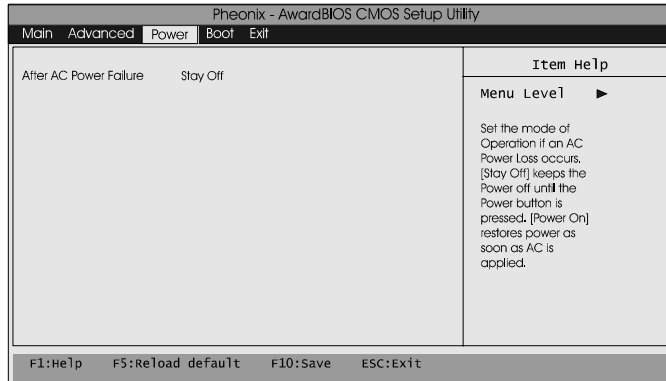 Pheonix - AwardBIOS CMOS Setup Utility
Main Advanced Power Boot Exit
After AC Power Failure Stay Off
Item Help
Menu Level ▶
Set the mode of
Operation if an AC
Power Loss occurs.
[Stay Off] keeps the
Power off until the
Power button is
pressed. [Power On]
restores power as
soon as AC is
applied.
F1:Help F5:Reload default F10:Save ESC:Exit